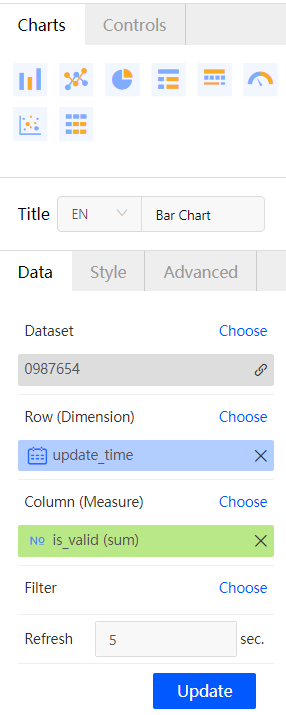 Charts Controls
Title EN Bar Chart
Data Style Advanced
Dataset Choose
0987654
Row (Dimension) Choose
update_time
Column (Measure) Choose
Nº is_valid (sum)
Filter Choose
Refresh 5 sec.
Update